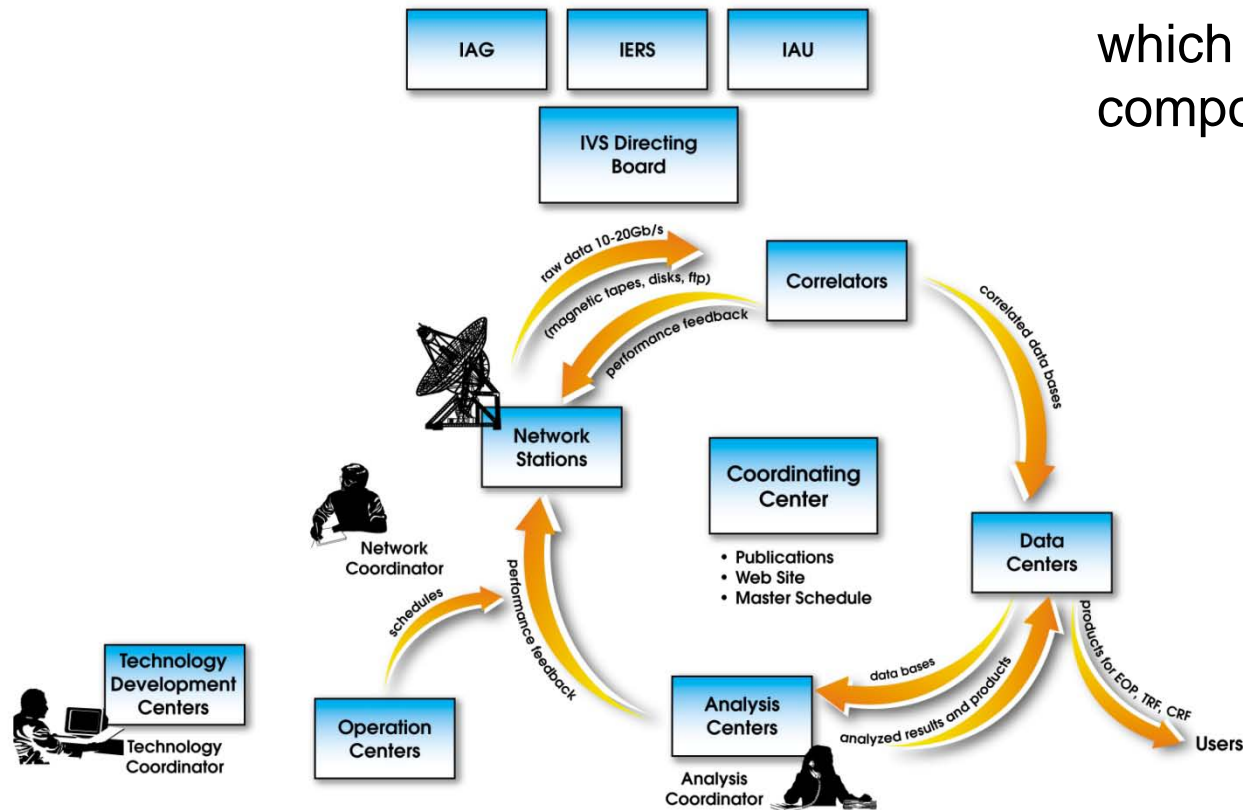 which
compo
IAG
IERS
IAU
IVS Directing
Board
raw data 10-20Gb/s
(magnetic tapes, disks, ftp)
performance feedback
Correlators
correlated data bases
Network
Stations
Coordinating
Center
• Publications
• Web Site
• Master Schedule
Data
Centers
Network
Coordinator
schedules
performance feedback
data bases
analyzed results and products
products for EOP, TRF, CRF
Users
Technology
Development
Centers
Technology
Coordinator
Operation
Centers
Analysis
Centers
Analysis
Coordinator